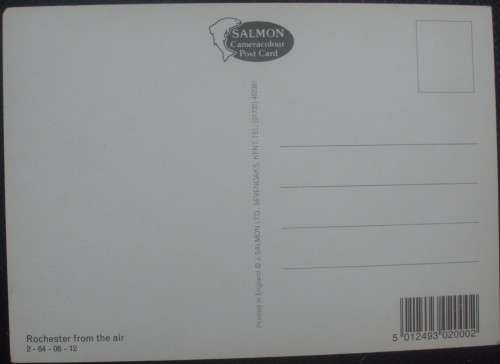 SALMON
Cameracolour
Post Card
Printed in England © J. SALMON LTD., SEVENOAKS, KENT. TEL. (01732) 452381
Rochester from the air
2 - 64 - 06 - 12
5 012493 020002